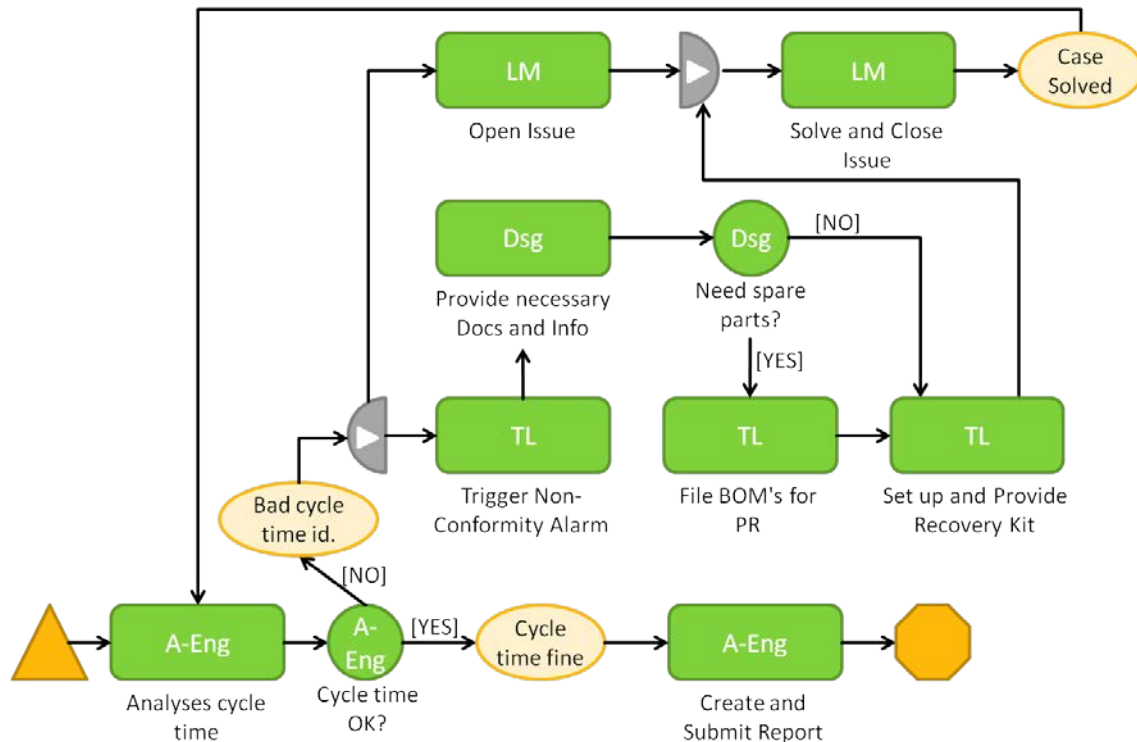 LM
Open Issue
LM
Solve and Close
Issue
Case
Solved
Dsg
Provide necessary
Docs and Info
Dsg
Need spare
parts?
[NO]
[YES]
TL
Trigger Non-
Conformity Alarm
TL
File BOM's for
PR
TL
Set up and Provide
Recovery Kit
Bad cycle
time id.
[NO]
A-Eng
Analyses cycle
time
A-
Eng
Cycle time
OK?
[YES]
Cycle
time fine
A-Eng
Create and
Submit Report